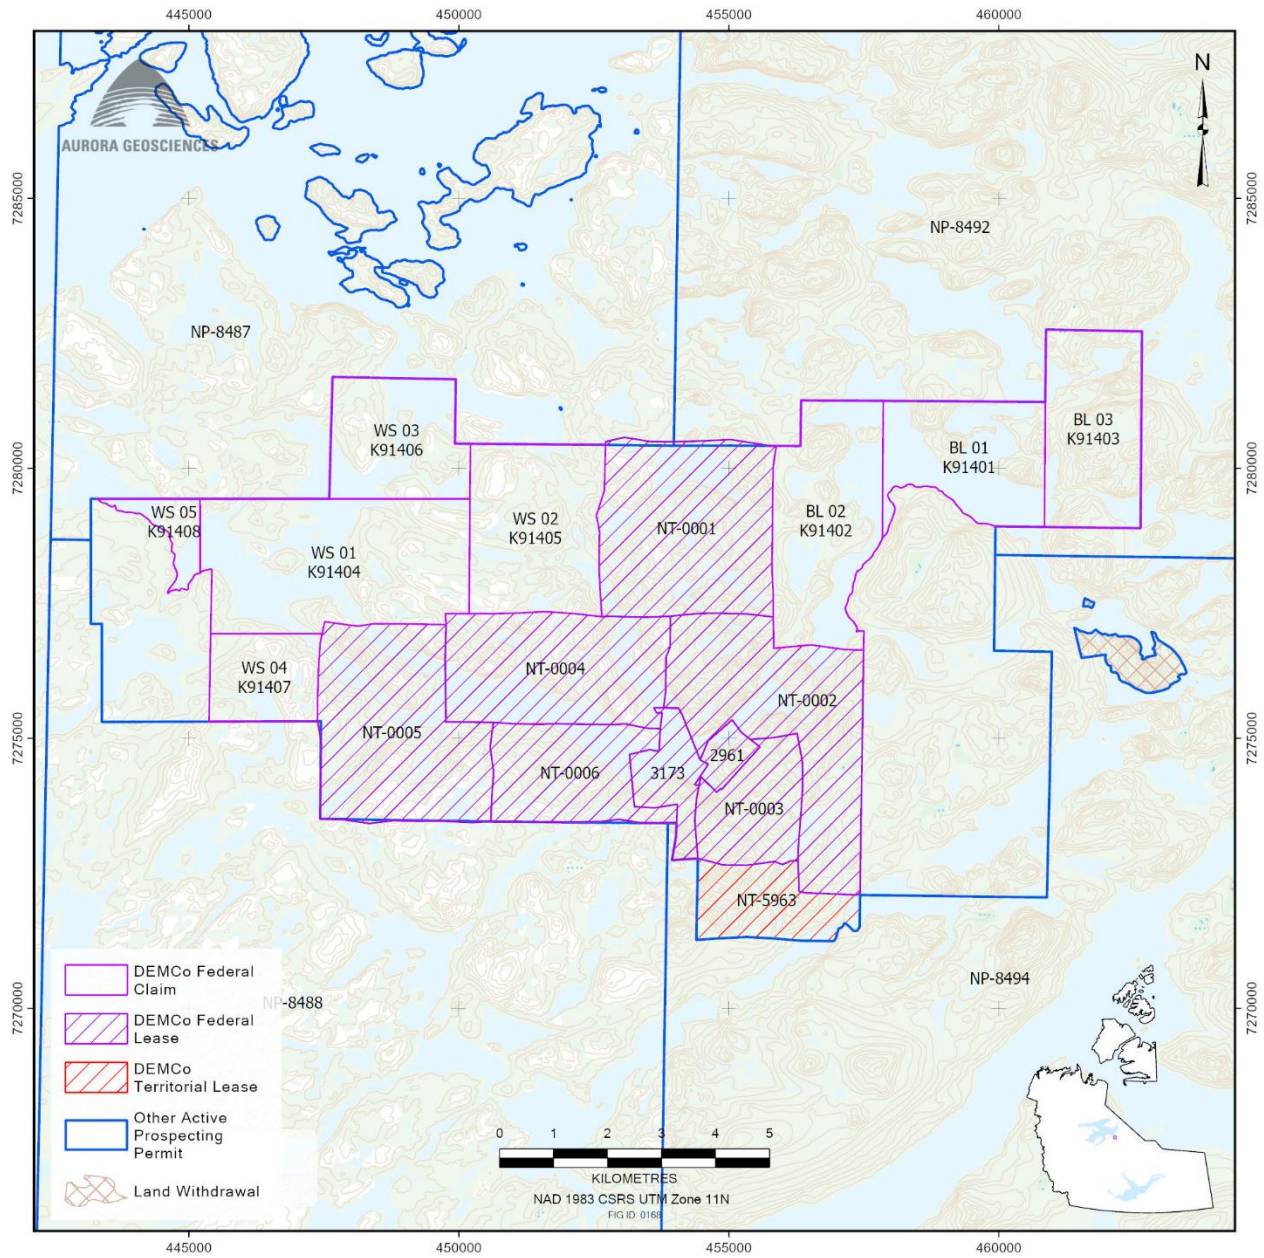 445000
450000
455000
460000
N
AURORA GEOSCIENCES
7285000
7285000
NP-8492
NP-8487
BL 03
K91403
WS 03
K91406
BL 01
K91401
7280000
7280000
WS 05
K91408
WS 02
K91405
BL 02
K91402
NT-0001
WS 01
K91404
WS 04
K91407
NT-0004
NT-0002
7275000
7275000
NT-0005
2961
3173
NT-0006
NT-0003
NT-5963
NP-8494
NP-8488
7270000
7270000
DEMCo Federal
Claim
DEMCo Federal
Lease
DEMCo
Territorial Lease
Other Active
Prospecting
Permit
Land Withdrawal
0 1 2 3 4 5
KILOMETRES
NAD 1983 CSRS UTM Zone 11N
FIG ID: 0168
445000
450000
455000
460000